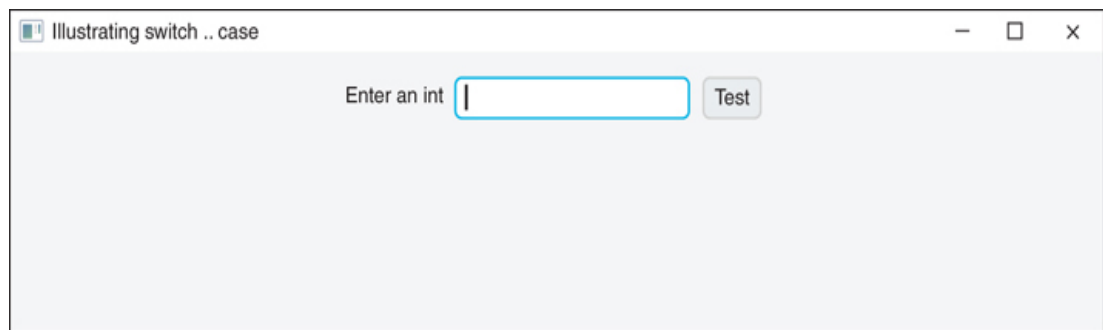 Illustrating switch .. case
Enter an int Test